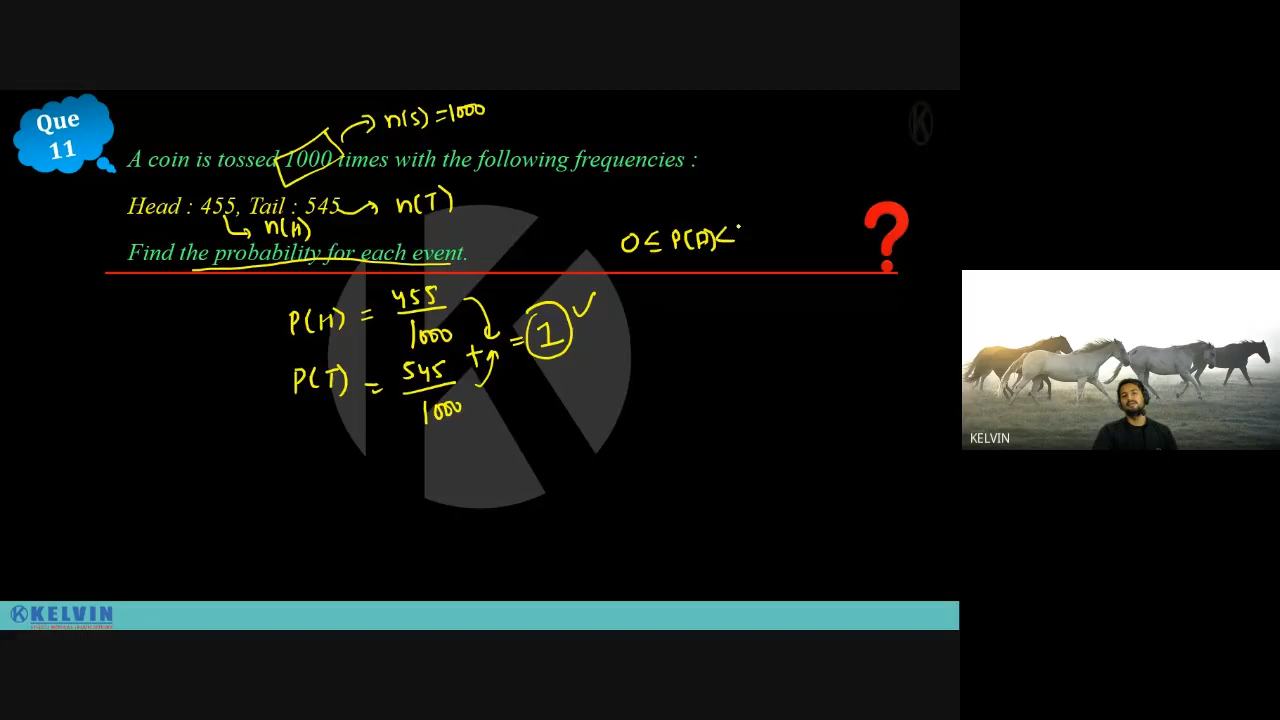 Que
11
n(s) = 1000
A coin is tossed 1000 times with the following frequencies :
Head : 455, Tail : 545
n(T)
n(H)
Find the probability for each event.
0 ≤ P(A) <
?
P(H) = 455/1000
+ = 1 ✓
P(T) = 545/1000
KELVIN
KELVIN